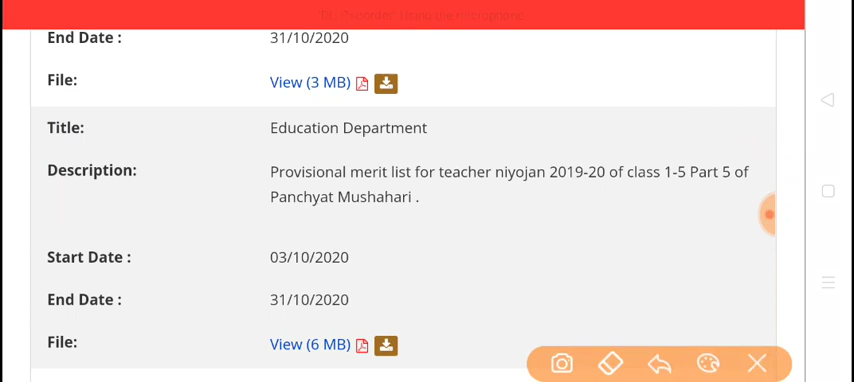 End Date : 31/10/2020
File: View (3 MB)
Title: Education Department
Description: Provisional merit list for teacher niyojan 2019-20 of class 1-5 Part 5 of
Panchyat Mushahari .
Start Date : 03/10/2020
End Date : 31/10/2020
File: View (6 MB)